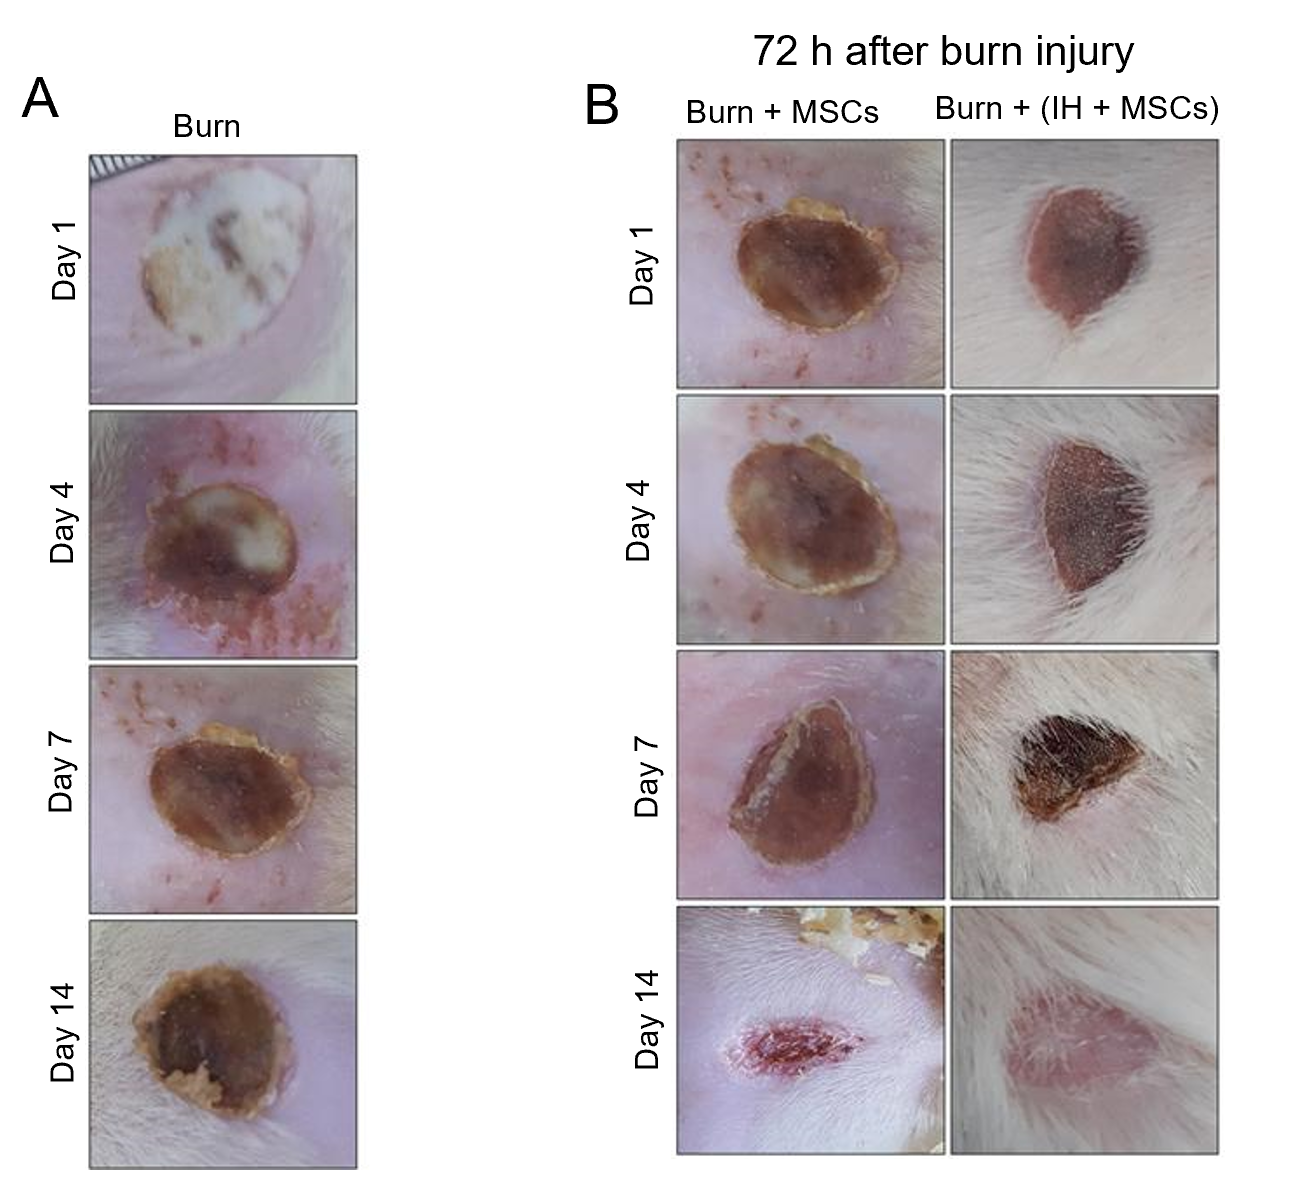 A
Burn
Day 1
Day 4
Day 7
Day 14
72 h after burn injury
B
Burn + MSCs
Burn + (IH + MSCs)
Day 1
Day 4
Day 7
Day 14